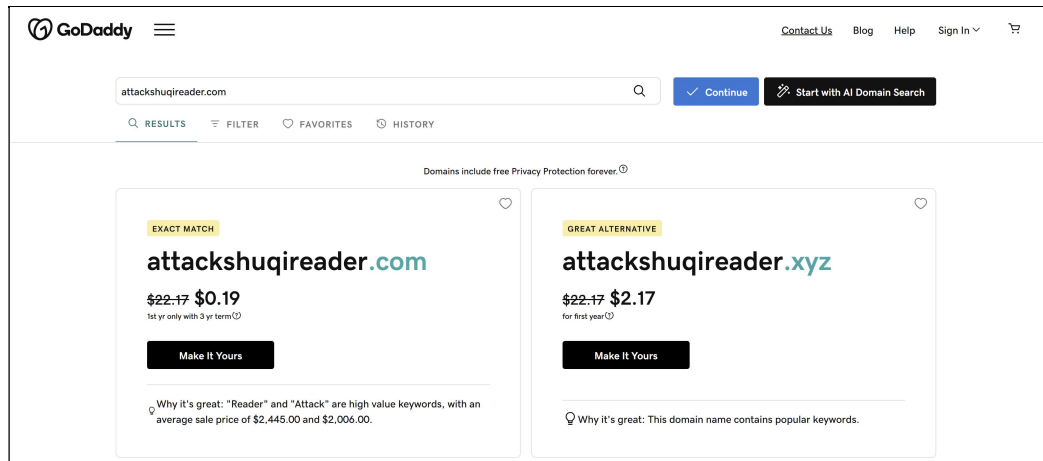 GoDaddy
Contact Us Blog Help Sign In
attackshuqireader.com
Continue
Start with AI Domain Search
RESULTS FILTER FAVORITES HISTORY
Domains include free Privacy Protection forever.
EXACT MATCH
attackshuqireader.com
$22.17 $0.19
1st yr only with 3 yr term
Make It Yours
Why it's great: "Reader" and "Attack" are high value keywords, with an
average sale price of $2,445.00 and $2,006.00.
GREAT ALTERNATIVE
attackshuqireader.xyz
$22.17 $2.17
for first year
Make It Yours
Why it's great: This domain name contains popular keywords.